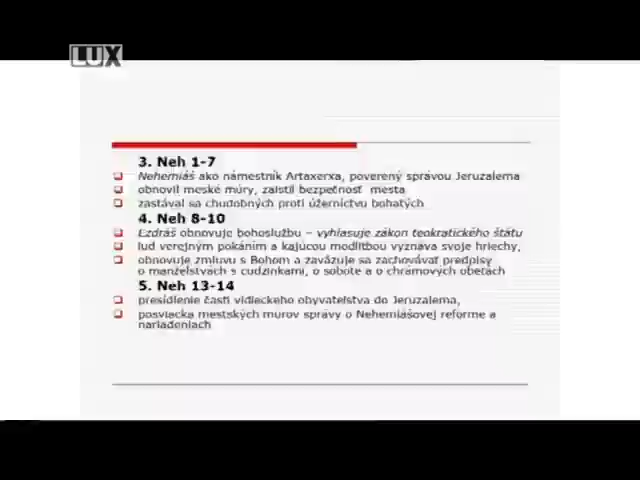 LUX
3. Neh 1-7
Nehemiáš ako námestník Artaxerxa, poverený správou Jeruzalema
obnovil meské múry, zaistil bezpečnosť mesta
zastával sa chudobných proti úžerníctvu bohatých
4. Neh 8-10
Ezdráš obnovuje bohoslužbu – vyhlasuje zákon teokratického štátu
ľud verejným pokáním a kajúcou modlitbou vyznáva svoje hriechy,
obnovuje zmluvu s Bohom a zaväzuje sa zachovávať predpisy
o manželstvách s cudzinkami, o sobote a o chrámových obetách
5. Neh 13-14
presídlenie časti vidieckeho obyvateľstva do Jeruzalema,
posviacka mestských múrov správy o Nehemiášovej reforme a
nariadeniach